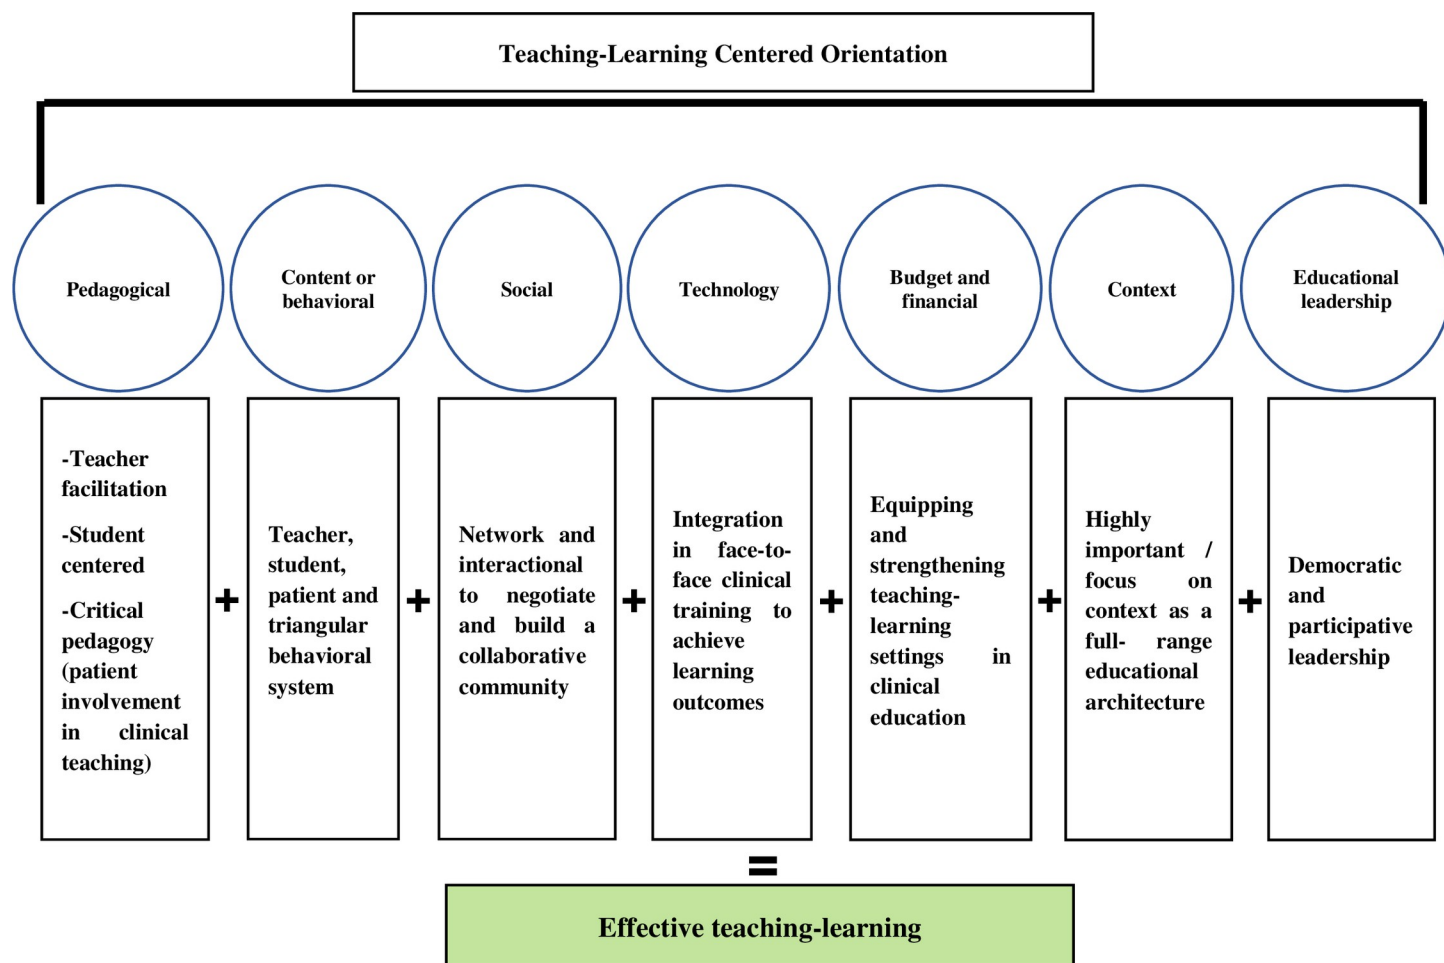 Teaching-Learning Centered Orientation
Pedagogical
Content or
behavioral
Social
Technology
Budget and
financial
Context
Educational
leadership
-Teacher
facilitation
-Student
centered
-Critical
pedagogy
(patient
involvement
in clinical
teaching)
+
Teacher,
student,
patient and
triangular
behavioral
system
+
Network and
interactional
to negotiate
and build a
collaborative
community
+
Integration
in face-to-
face clinical
training to
achieve
learning
outcomes
+
Equipping
and
strengthening
teaching-
learning
settings in
clinical
education
+
Highly
important /
focus on
context as a
full- range
educational
architecture
+
Democratic
and
participative
leadership
=
Effective teaching-learning